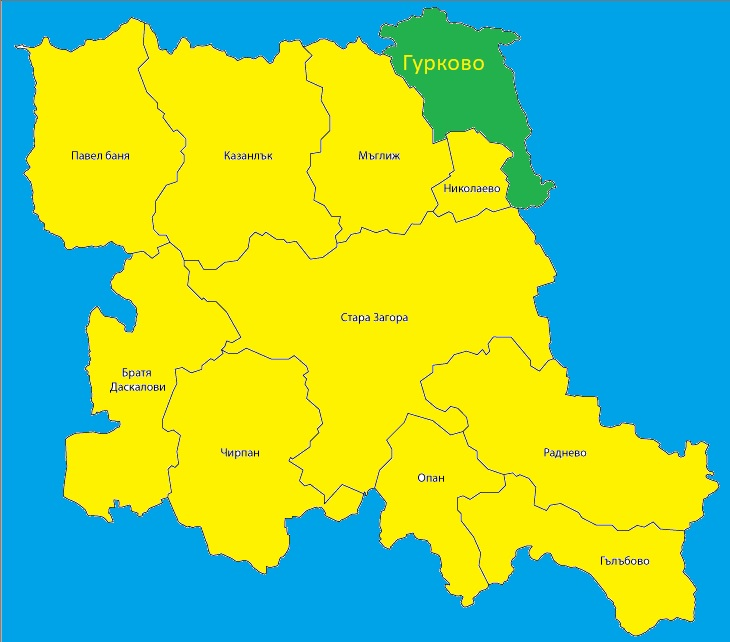 Гурково
Павел баня
Казанлък
Мъглиж
Николаево
Стара Загора
Братя
Даскалови
Чирпан
Опан
Раднево
Гълъбово